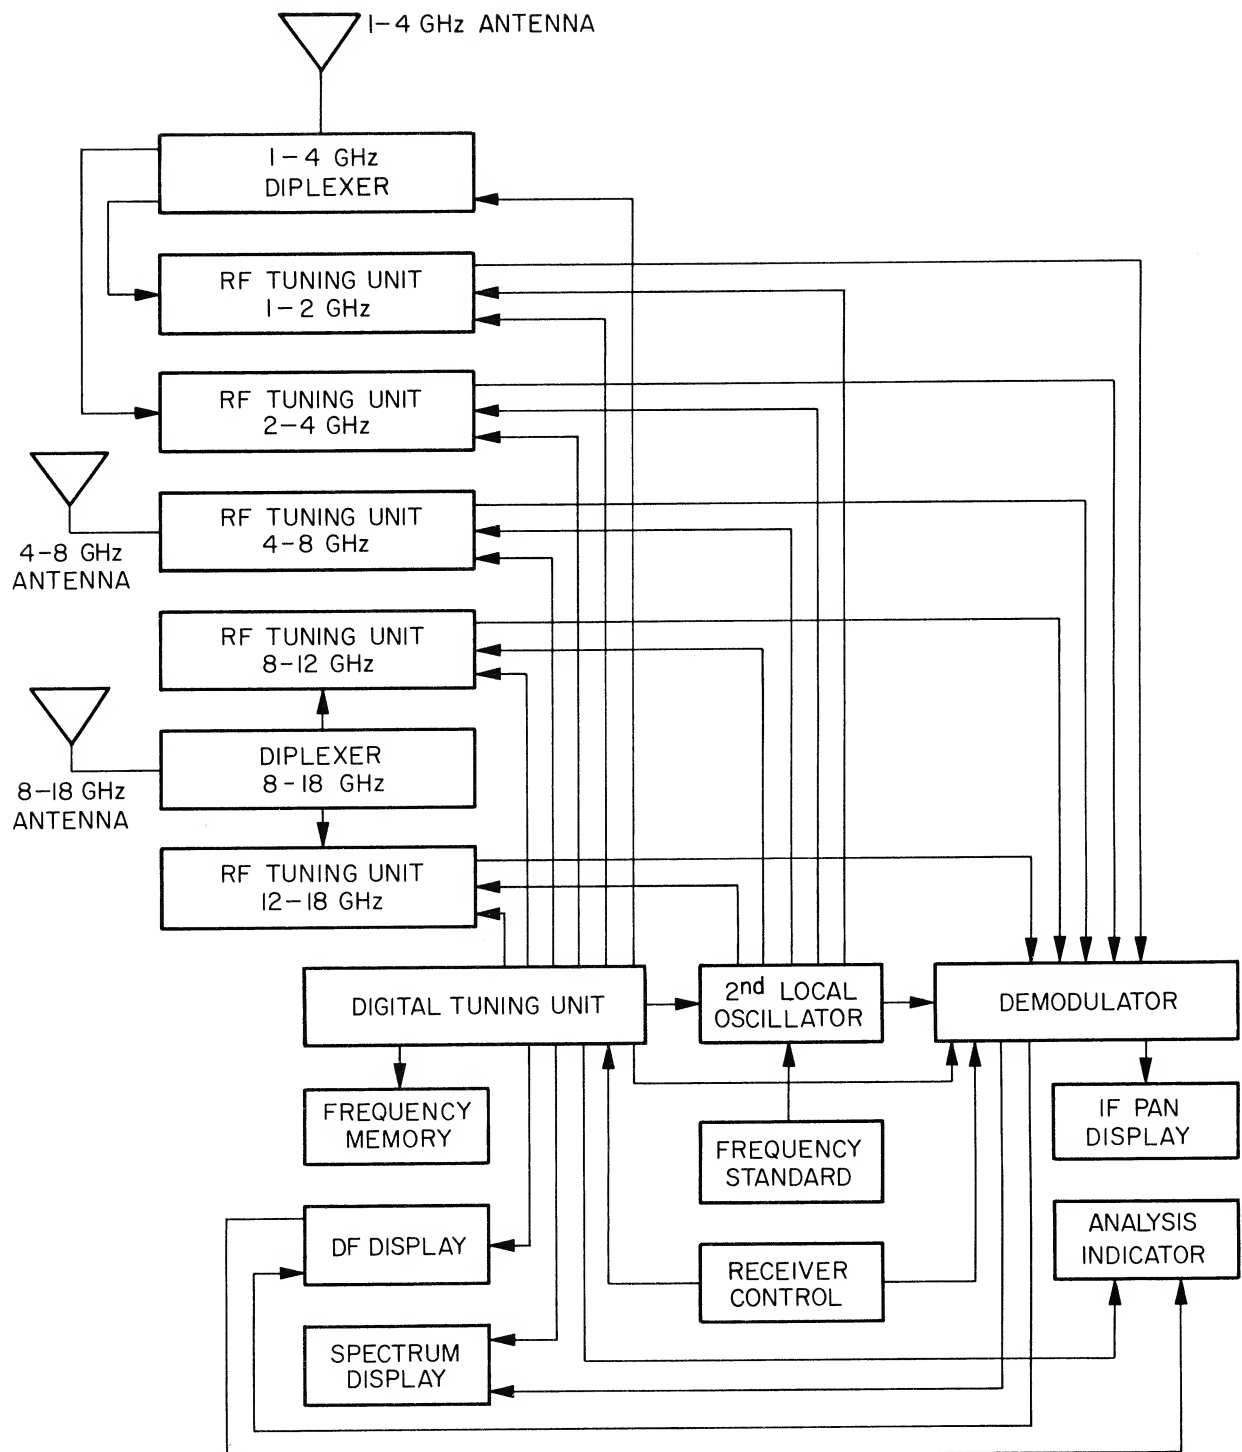 1-4 GHz ANTENNA
1-4 GHz
DIPLEXER
RF TUNING UNIT
1-2 GHz
RF TUNING UNIT
2-4 GHz
4-8 GHz
ANTENNA
RF TUNING UNIT
4-8 GHz
RF TUNING UNIT
8-12 GHz
8-18 GHz
ANTENNA
DIPLEXER
8-18 GHz
RF TUNING UNIT
12-18 GHz
DIGITAL TUNING UNIT
2nd LOCAL
OSCILLATOR
DEMODULATOR
FREQUENCY
MEMORY
FREQUENCY
STANDARD
IF PAN
DISPLAY
DF DISPLAY
RECEIVER
CONTROL
ANALYSIS
INDICATOR
SPECTRUM
DISPLAY